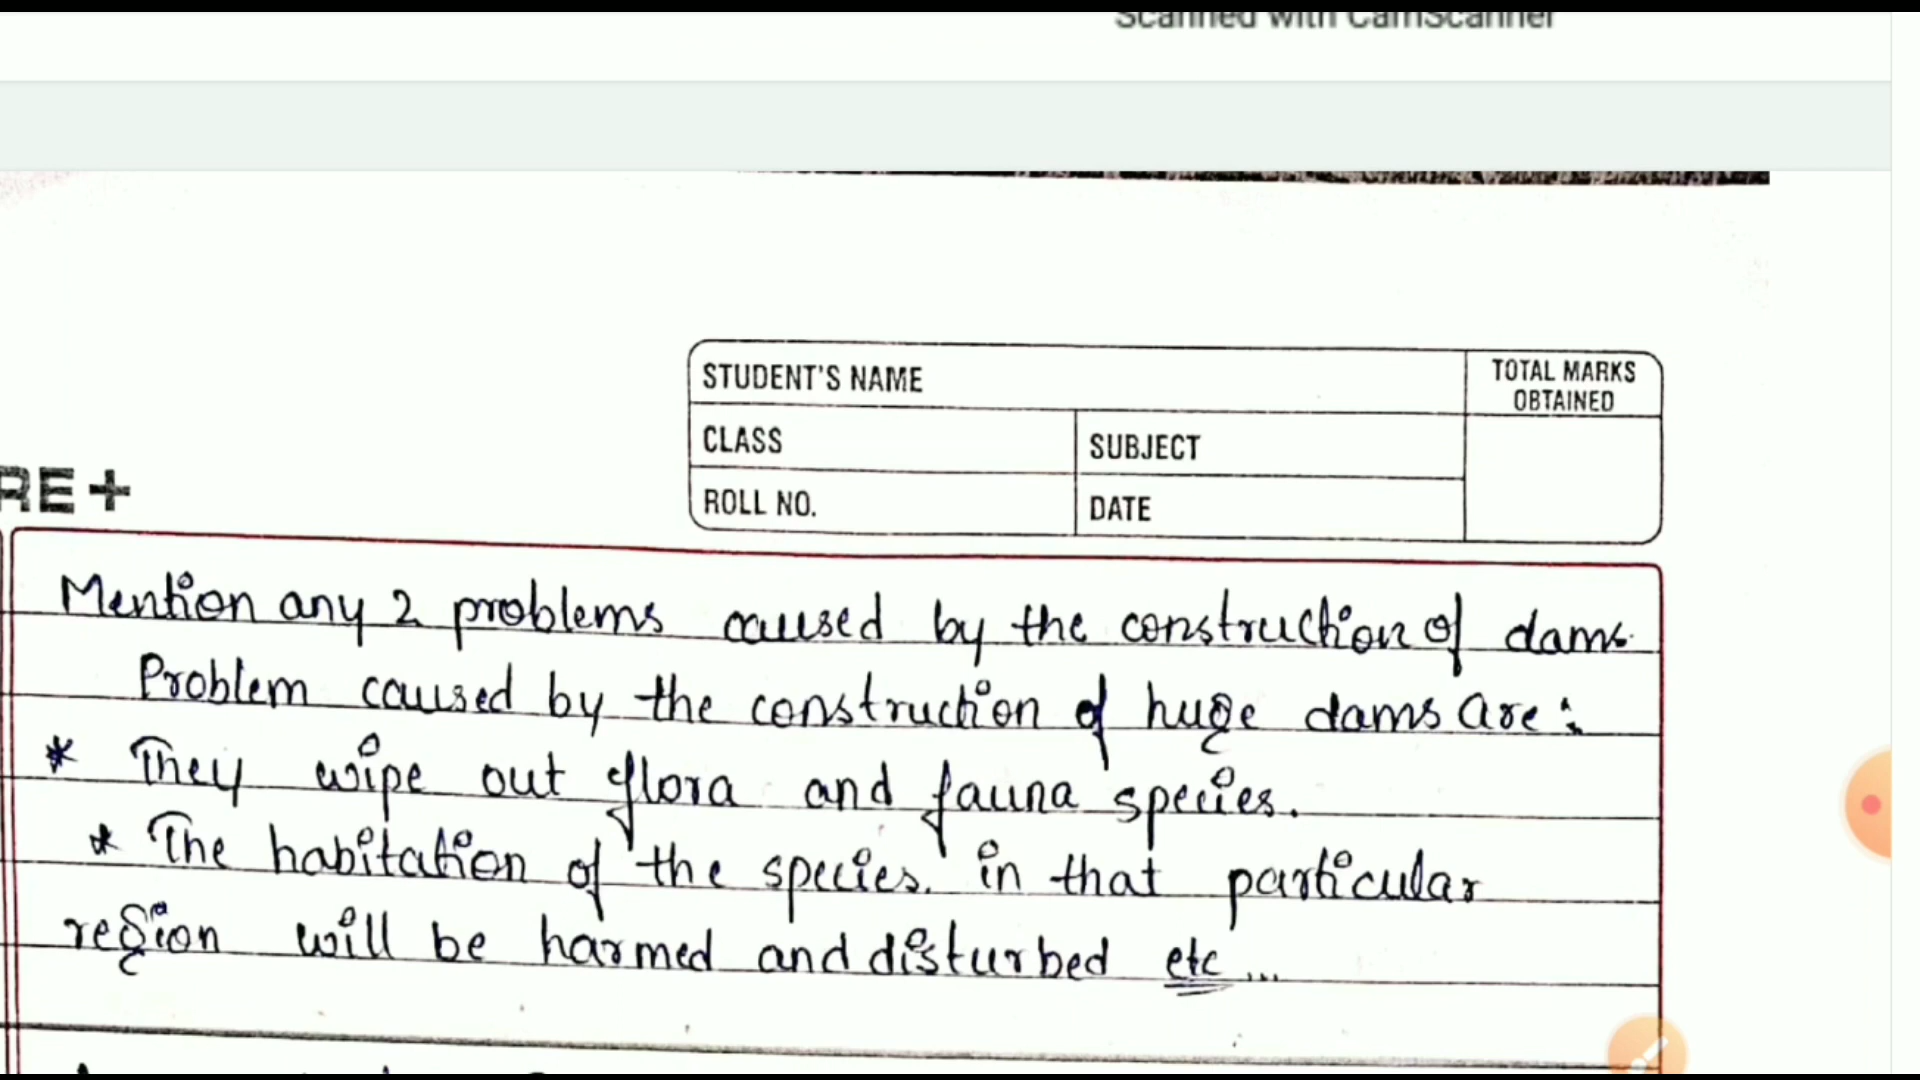 Scanned with CamScanner
STUDENT'S NAME
TOTAL MARKS
OBTAINED
CLASS
SUBJECT
ROLL NO.
DATE
RE+
Mention any 2 problems caused by the construction of dams.
Problem caused by the construction of huge dams are:
* They wipe out flora and fauna species.
* The habitation of the species. in that particular
region will be harmed and disturbed etc...